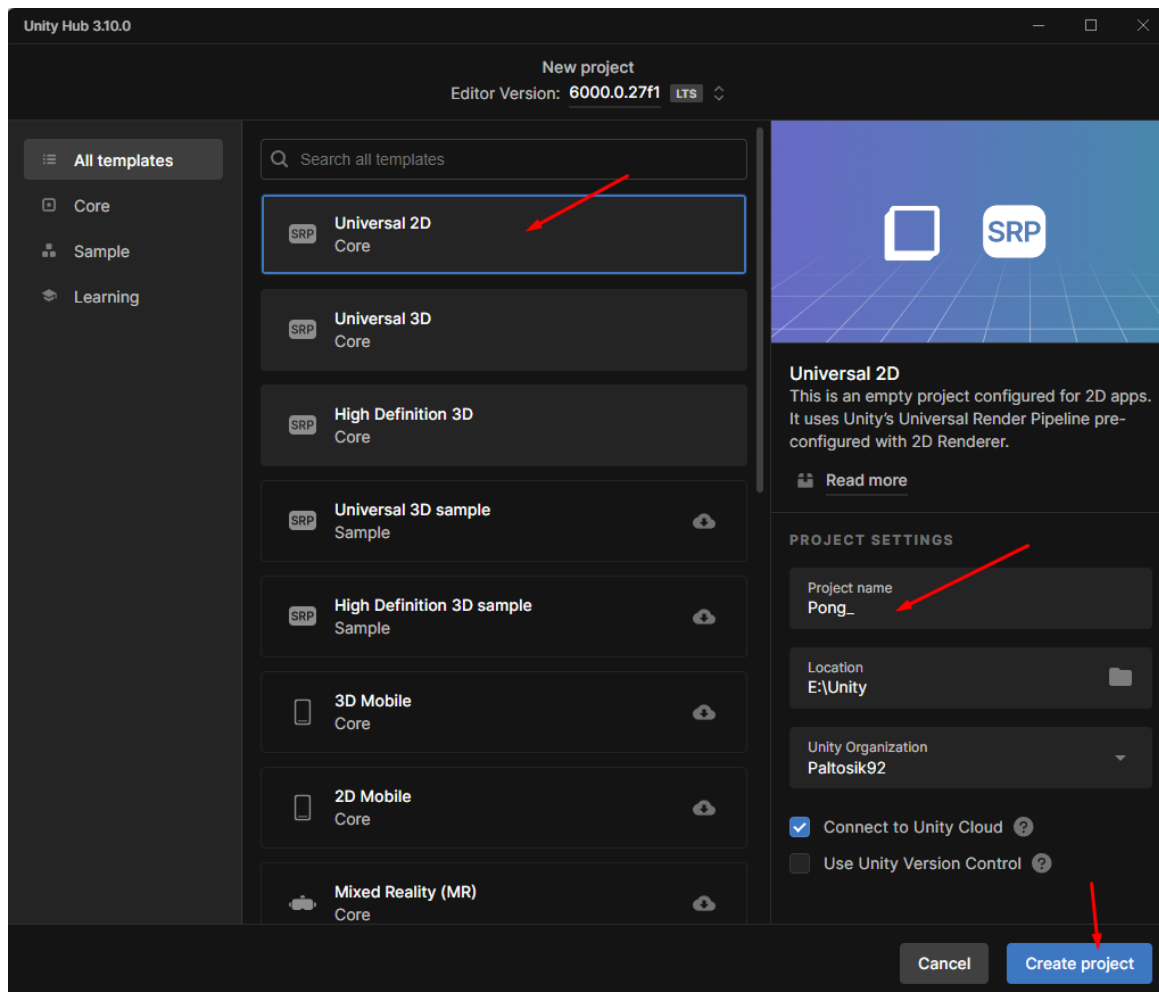 Unity Hub 3.10.0
New project
Editor Version: 6000.0.27f1 LTS
All templates
Core
Sample
Learning
Search all templates
SRP
Universal 2D
Core
SRP
Universal 3D
Core
SRP
High Definition 3D
Core
SRP
Universal 3D sample
Sample
SRP
High Definition 3D sample
Sample
3D Mobile
Core
2D Mobile
Core
Mixed Reality (MR)
Core
SRP
Universal 2D
This is an empty project configured for 2D apps.
It uses Unity's Universal Render Pipeline pre-
configured with 2D Renderer.
Read more
PROJECT SETTINGS
Project name
Pong_
Location
E:\Unity
Unity Organization
Paltosik92
Connect to Unity Cloud ?
Use Unity Version Control ?
Cancel
Create project